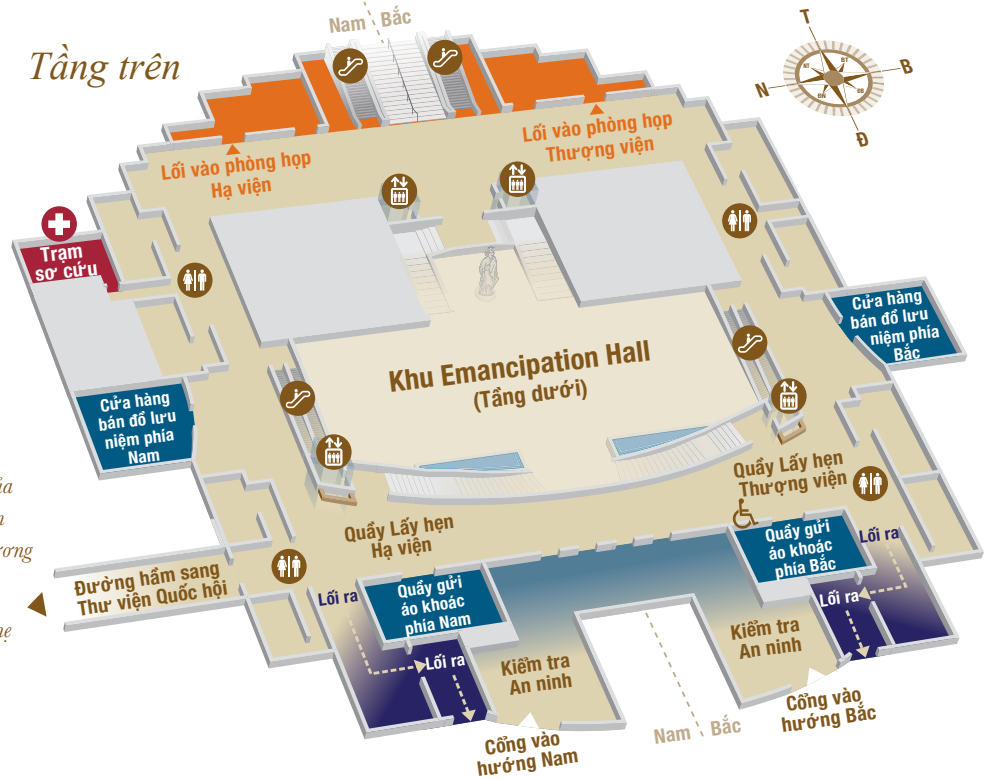 Nam Bắc
Tầng trên
T
B
N
Đ
BT
NT
ĐB
ĐN
Lối vào phòng họp
Hạ viện
Lối vào phòng họp
Thượng viện
Trạm
sơ cứu
Cửa hàng
bán đồ lưu
niệm phía
Bắc
Khu Emancipation Hall
(Tầng dưới)
Cửa hàng
bán đồ lưu
niệm phía
Nam
Quầy Lấy hẹn
Thượng viện
Quầy Lấy hẹn
Hạ viện
ương
Đường hầm sang
Thư viện Quốc hội
Lối ra
Quầy gửi
áo khoác
phía Nam
Lối ra
Kiểm tra
An ninh
Quầy gửi
áo khoác
phía Bắc
Lối ra
Lối ra
Kiểm tra
An ninh
Cổng vào
hướng Nam
Nam Bắc
Cổng vào
hướng Bắc